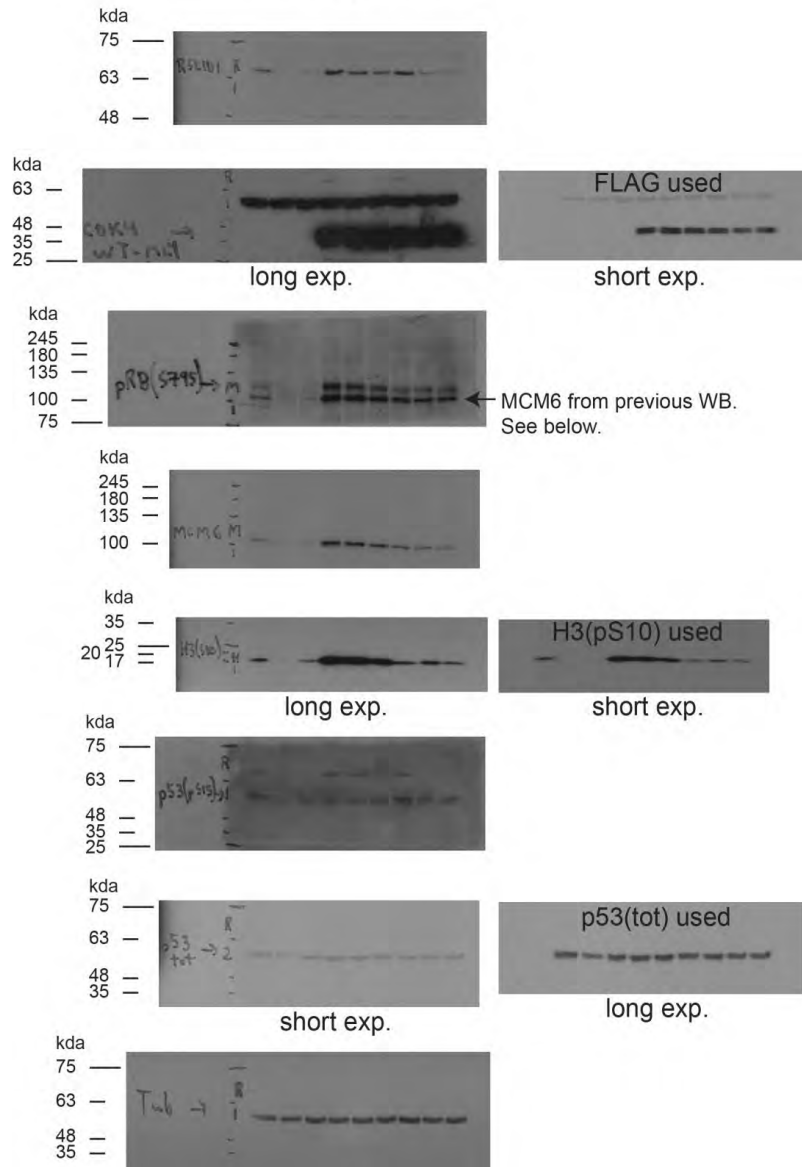 kda
75
63
48
R
kda
63
48
35
25
R
CDK4 →
WT-
FLAG used
long exp.
short exp.
kda
245
180
135
100
75
pRB(S795)→ M
MCM6 from previous WB.
See below.
kda
245
180
135
100
MCM6 M
kda
35
25
20
17
H3(pS10) used
long exp.
short exp.
kda
75
63
48
35
25
R
p53(pS15)→
kda
75
63
48
35
R
p53 → 2
tot
p53(tot) used
short exp.
long exp.
kda
75
63
48
35
R
Tub →